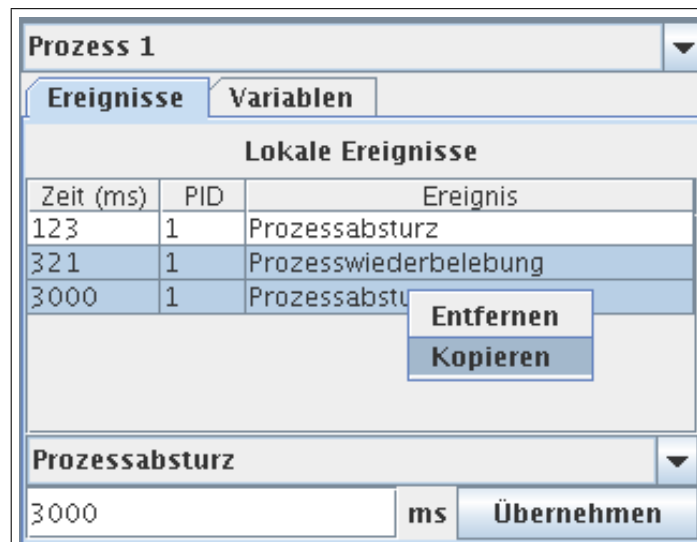 Prozess 1
Ereignisse Variablen
Lokale Ereignisse
Zeit (ms) PID Ereignis
123 1 Prozessabsturz
321 1 Prozesswiederbelebung
3000 1 Prozessabstu
Entfernen
Kopieren
Prozessabsturz
3000 ms Übernehmen